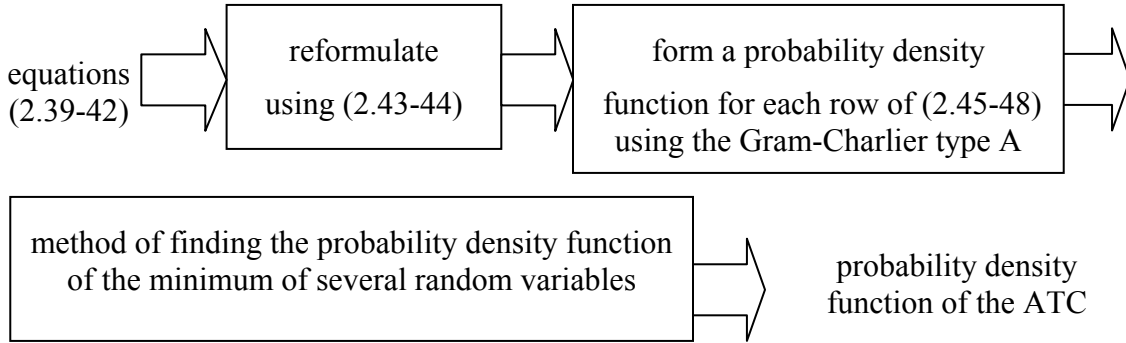 equations
(2.39-42)
reformulate
using (2.43-44)
form a probability density
function for each row of (2.45-48)
using the Gram-Charlier type A
method of finding the probability density function
of the minimum of several random variables
probability density
function of the ATC